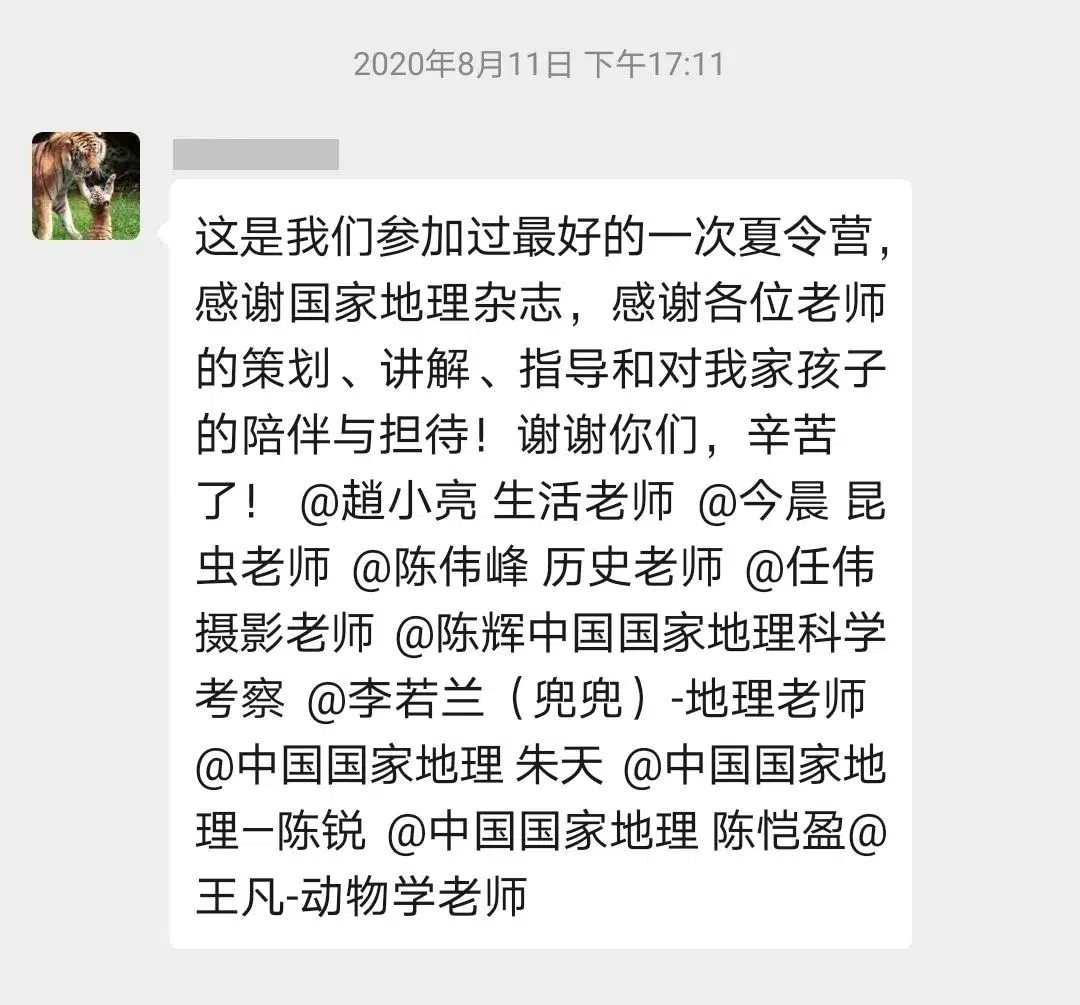 2020年8月11日 下午17:11
这是我们参加过最好的一次夏令营，
感谢国家地理杂志，感谢各位老师
的策划、讲解、指导和对我家孩子
的陪伴与担待！谢谢你们，辛苦
了！ @趙小亮 生活老师 @今晨 昆
虫老师 @陈伟峰 历史老师 @任伟
摄影老师 @陈辉中国国家地理科学
考察 @李若兰（兜兜）-地理老师
@中国国家地理 朱天 @中国国家地
理—陈锐 @中国国家地理 陈恺盈@
王凡-动物学老师